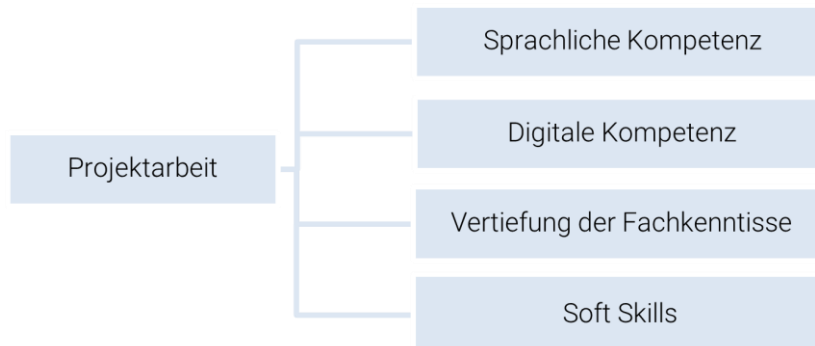 Sprachliche Kompetenz
Digitale Kompetenz
Projektarbeit
Vertiefung der Fachkenntisse
Soft Skills